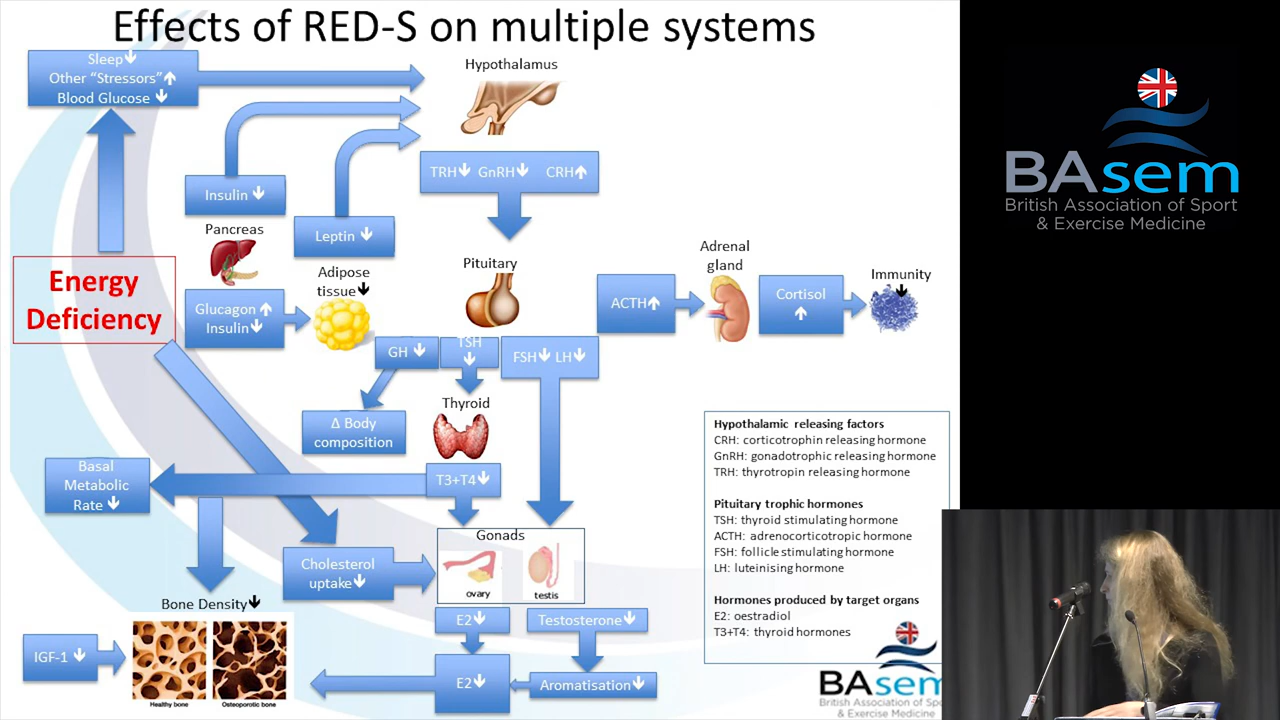 Effects of RED-S on multiple systems
Sleep↓
Other “Stressors”↑
Blood Glucose ↓
Hypothalamus
TRH↓ GnRH↓ CRH↑
Insulin ↓
Pancreas
Leptin ↓
Energy
Deficiency
Glucagon ↑
Insulin↓
Adipose
tissue↓
Pituitary
ACTH↑
Adrenal
gland
Cortisol
↑
Immunity
↓
GH ↓
TSH
↓
FSH↓ LH↓
Δ Body
composition
Thyroid
Basal
Metabolic
Rate ↓
T3+T4↓
Gonads
ovary
testis
Cholesterol
uptake↓
Bone Density↓
E2↓
Testosterone↓
IGF-1 ↓
E2↓
Aromatisation↓
Healthy bone
Osteoporotic bone
Hypothalamic releasing factors
CRH: corticotrophin releasing hormone
GnRH: gonadotrophic releasing hormone
TRH: thyrotropin releasing hormone
Pituitary trophic hormones
TSH: thyroid stimulating hormone
ACTH: adrenocorticotropic hormone
FSH: follicle stimulating hormone
LH: luteinising hormone
Hormones produced by target organs
E2: oestradiol
T3+T4: thyroid hormones
BAsem
British Association of Spo
& Exercise Medicine
BAsem
British Association of Sport
& Exercise Medicine